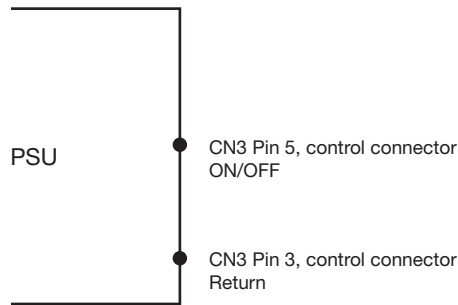 PSU
CN3 Pin 5, control connector
ON/OFF
CN3 Pin 3, control connector
Return